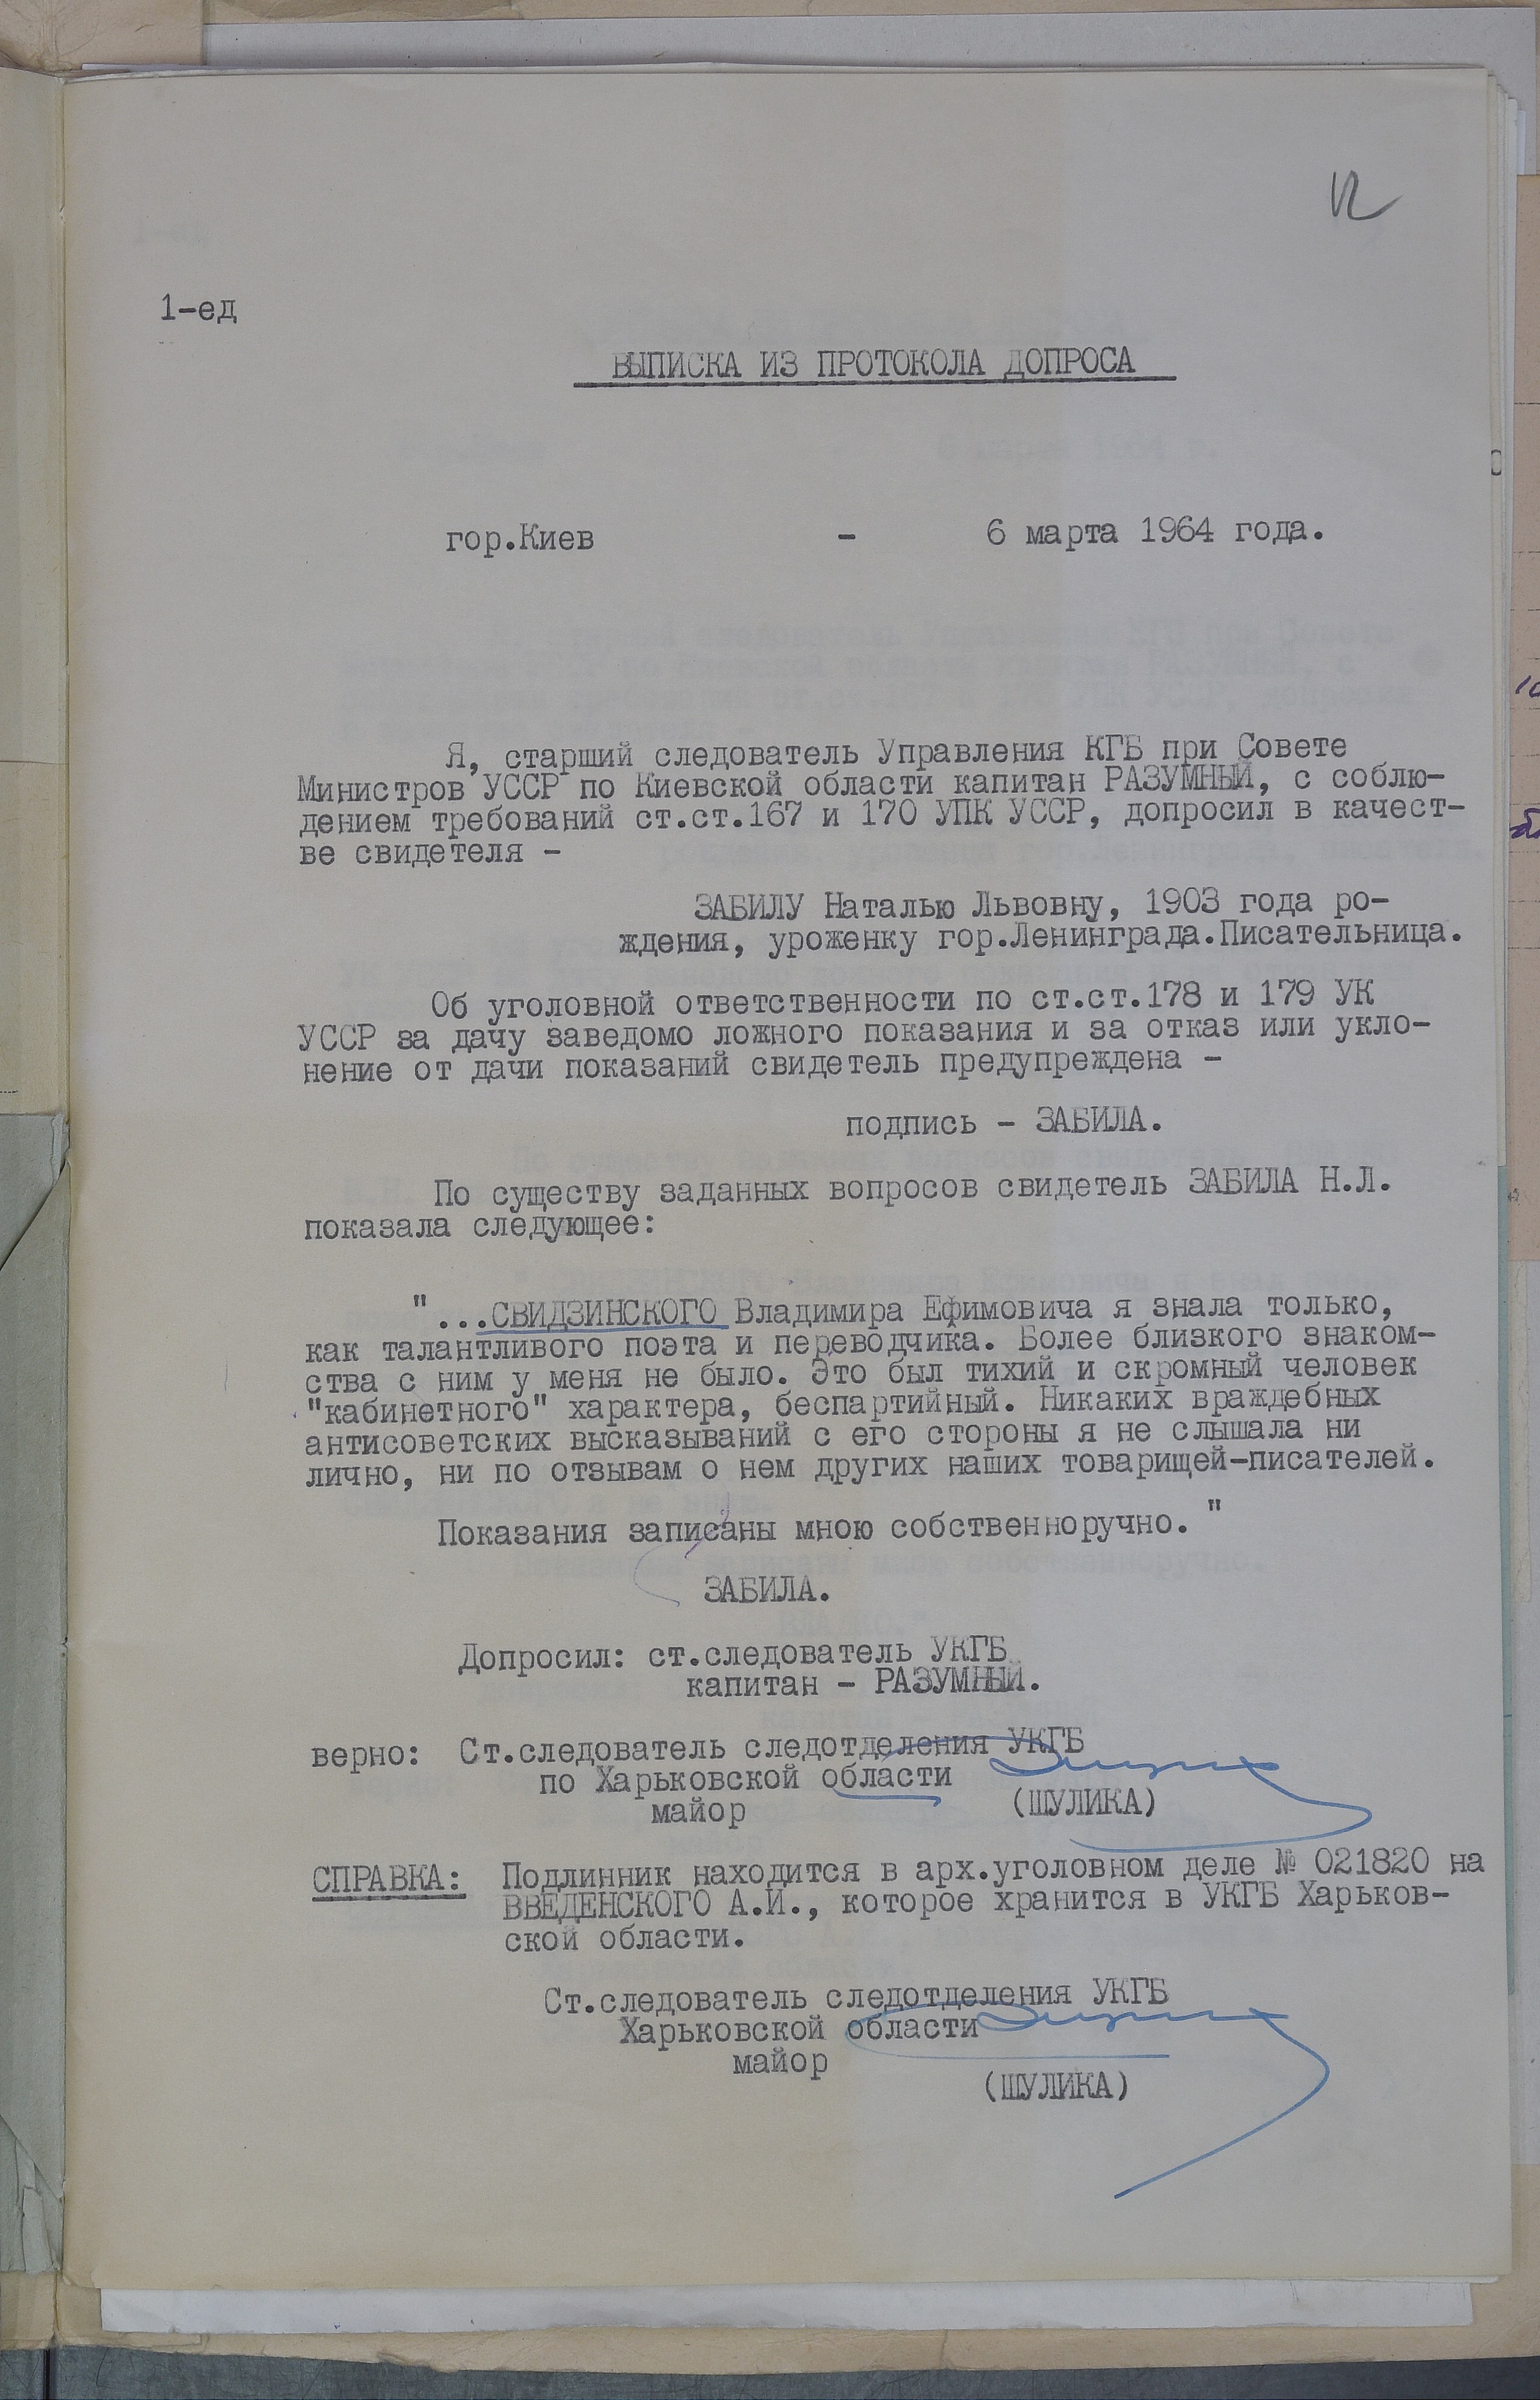 12
1-ед
ВЫПИСКА ИЗ ПРОТОКОЛА ДОПРОСА
гор.Киев - 6 марта 1964 года.
Я, старший следователь Управления КГБ при Совете
Министров УССР по Киевской области капитан РАЗУМНЫЙ, с соблю-
дением требований ст.ст.167 и 170 УПК УССР, допросил в качест-
ве свидетеля -
ЗАБИЛУ Наталью Львовну, 1903 года ро-
ждения, уроженку гор.Ленинграда.Писательница.
Об уголовной ответственности по ст.ст.178 и 179 УК
УССР за дачу заведомо ложного показания и за отказ или укло-
нение от дачи показаний свидетель предупреждена -
подпись - ЗАБИЛА.
По существу заданных вопросов свидетель ЗАБИЛА Н.Л.
показала следующее:
"...СВИДЗИНСКОГО Владимира Ефимовича я знала только,
как талантливого поэта и переводчика. Более близкого знаком-
ства с ним у меня не было. Это был тихий и скромный человек
"кабинетного" характера, беспартийный. Никаких враждебных
антисоветских высказываний с его стороны я не слышала ни
лично, ни по отзывам о нем других наших товарищей-писателей.
Показания записаны мною собственноручно."
ЗАБИЛА.
Допросил: ст.следователь УКГБ
капитан - РАЗУМНЫЙ.
верно: Ст.следователь следотделения УКГБ
по Харьковской области
майор (ШУЛИКА)
СПРАВКА: Подлинник находится в арх.уголовном деле № 021820 на
ВВЕДЕНСКОГО А.И., которое хранится в УКГБ Харьков-
ской области.
Ст.следователь следотделения УКГБ
Харьковской области
майор
(ШУЛИКА)